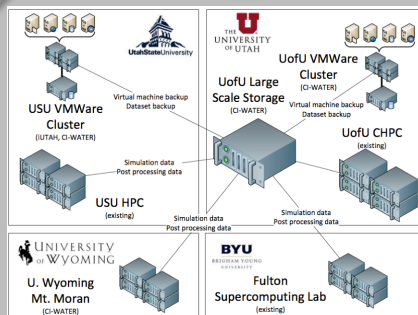 UtahStateUniversity
USU VMWare
Cluster
(iUTAH, CI-WATER)
Virtual machine backup
Dataset backup
Simulation data
Post processing data
USU HPC
(existing)
THE
UNIVERSITY
OF UTAH
UofU Large
Scale Storage
(CI-WATER)
UofU VMWare
Cluster
(CI-WATER)
Virtual machine backup
Dataset backup
UofU CHPC
(existing)
Simulation data
Post processing data
Simulation data
Post processing data
UNIVERSITY
OF WYOMING
U. Wyoming
Mt. Moran
(CI-WATER)
BYU
BRIGHAM YOUNG
UNIVERSITY
Fulton
Supercomputing Lab
(existing)